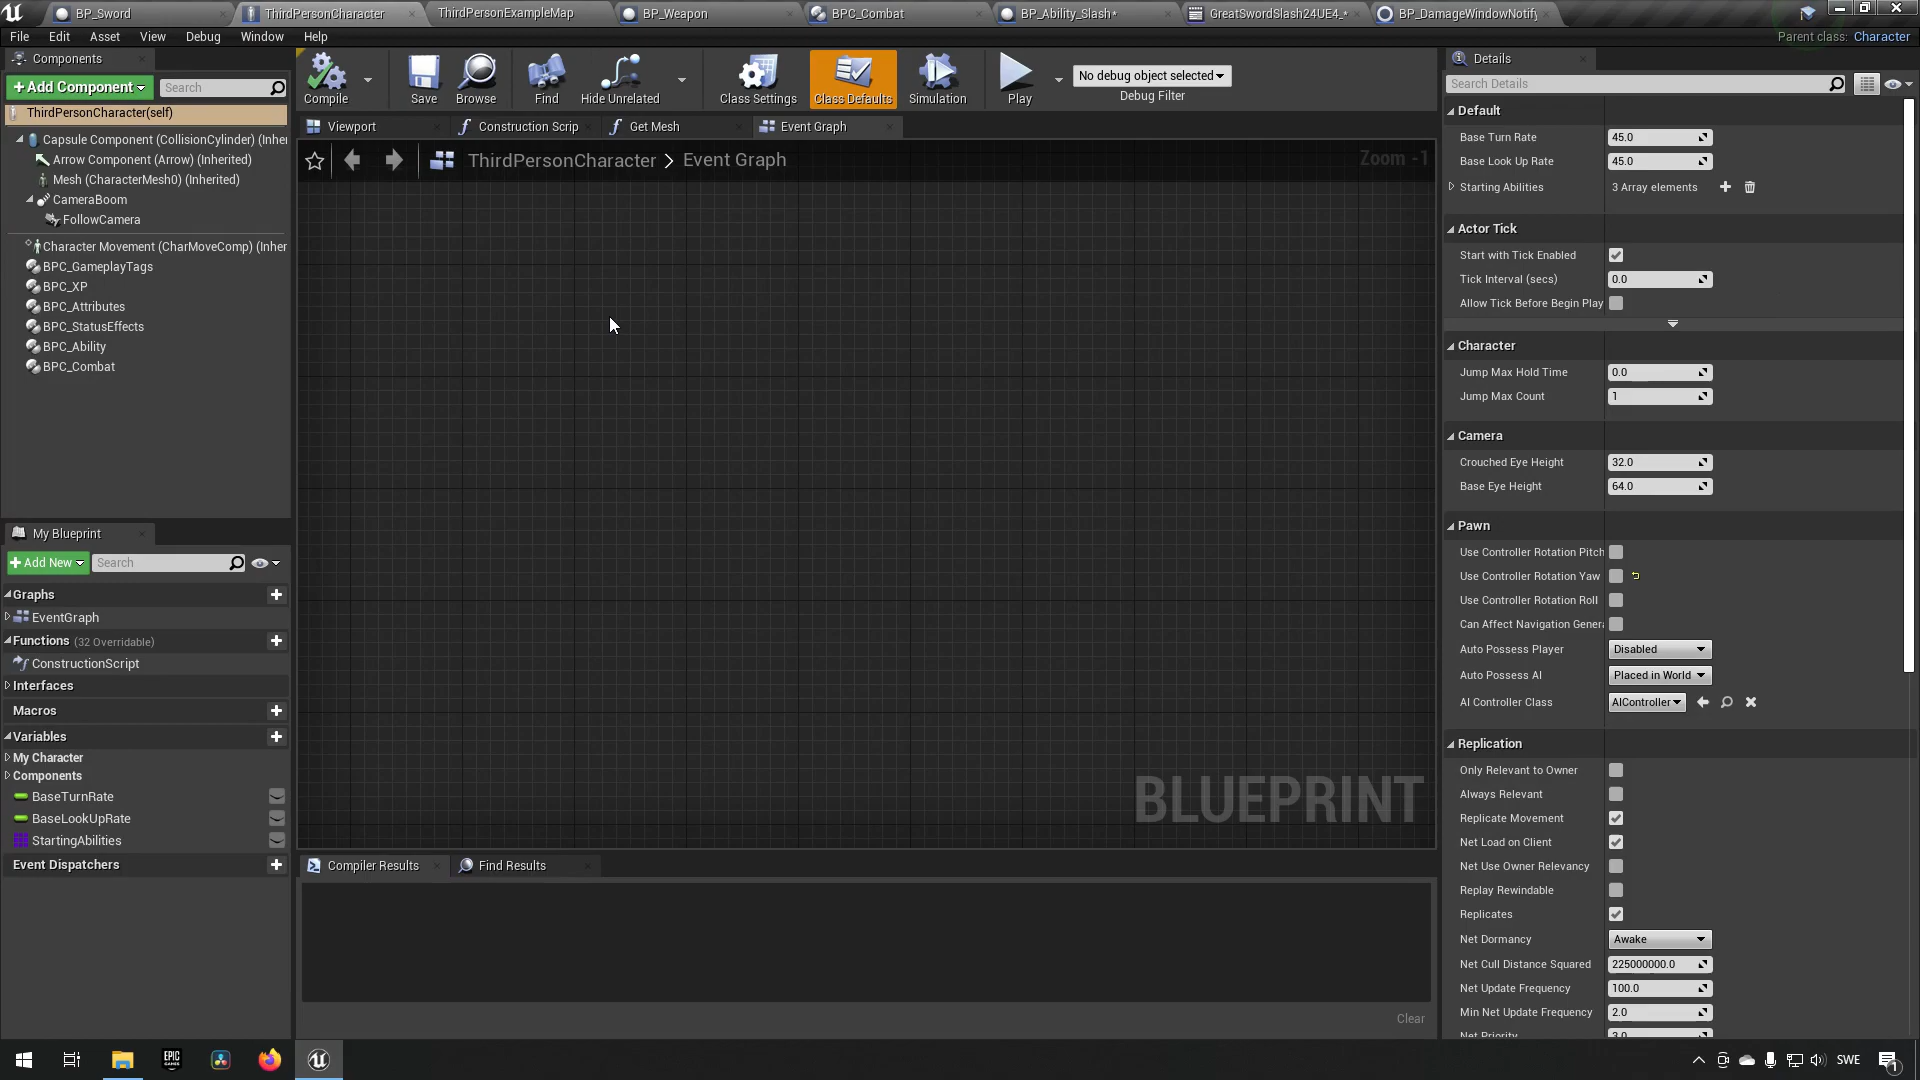 BP_Sword
ThirdPersonCharacter
ThirdPersonExampleMap
BP_Weapon
BPC_Combat
BP_Ability_Slash*
GreatSwordSlash24UE4_*
BP_DamageWindowNotify
File Edit Asset View Debug Window Help
Parent class: Character
Components
+Add Component
Search
ThirdPersonCharacter(self)
Capsule Component (CollisionCylinder) (Inher
Arrow Component (Arrow) (Inherited)
Mesh (CharacterMesh0) (Inherited)
CameraBoom
FollowCamera
Character Movement (CharMoveComp) (Inher
BPC_GameplayTags
BPC_XP
BPC_Attributes
BPC_StatusEffects
BPC_Ability
BPC_Combat
My Blueprint
+Add New
Search
Graphs
EventGraph
Functions (32 Overridable)
ConstructionScript
Interfaces
Macros
Variables
My Character
Components
BaseTurnRate
BaseLookUpRate
StartingAbilities
Event Dispatchers
Compile
Save
Browse
Find
Hide Unrelated
Class Settings
Class Defaults
Simulation
Play
No debug object selected
Debug Filter
Viewport
Construction Scrip
Get Mesh
Event Graph
ThirdPersonCharacter > Event Graph
Zoom -1
BLUEPRINT
Compiler Results
Find Results
Clear
Details
Search Details
Default
Base Turn Rate 45.0
Base Look Up Rate 45.0
Starting Abilities 3 Array elements
Actor Tick
Start with Tick Enabled
Tick Interval (secs) 0.0
Allow Tick Before Begin Play
Character
Jump Max Hold Time 0.0
Jump Max Count 1
Camera
Crouched Eye Height 32.0
Base Eye Height 64.0
Pawn
Use Controller Rotation Pitch
Use Controller Rotation Yaw
Use Controller Rotation Roll
Can Affect Navigation Genera
Auto Possess Player Disabled
Auto Possess AI Placed in World
AI Controller Class AIController
Replication
Only Relevant to Owner
Always Relevant
Replicate Movement
Net Load on Client
Net Use Owner Relevancy
Replay Rewindable
Replicates
Net Dormancy Awake
Net Cull Distance Squared 225000000.0
Net Update Frequency 100.0
Min Net Update Frequency 2.0
Net Priority 3.0
EPIC GAMES
SWE
1